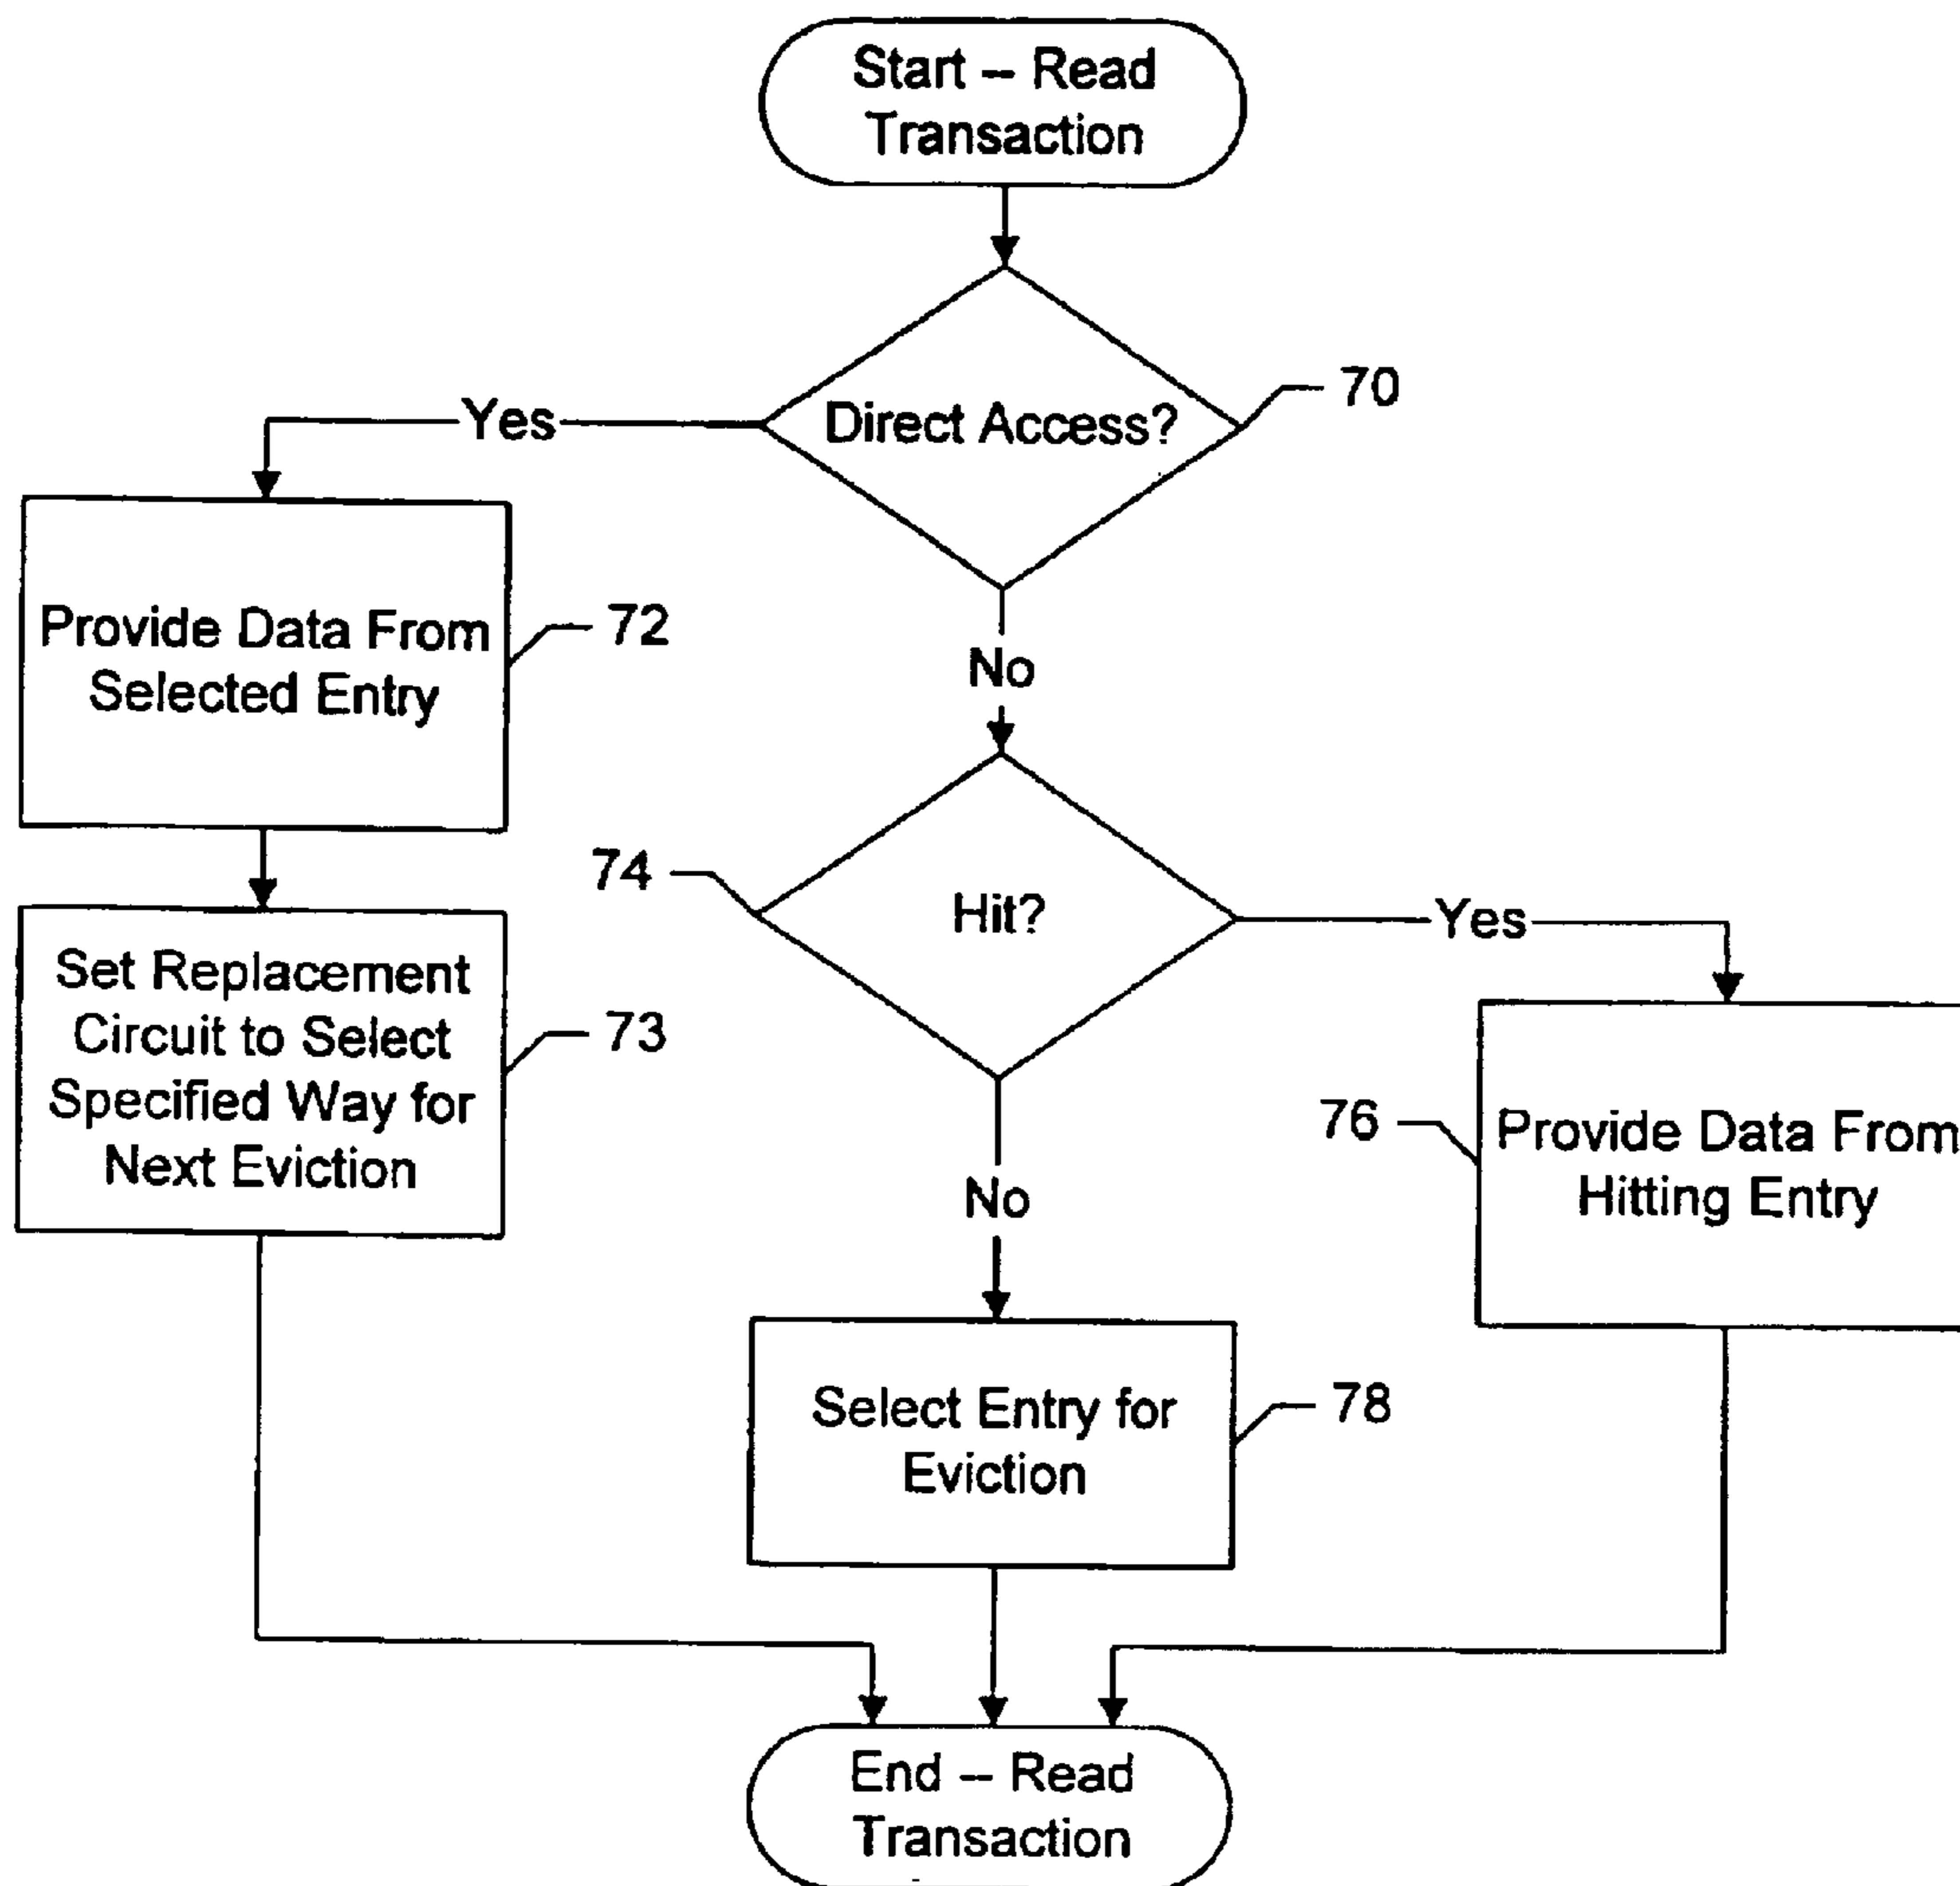 Start – Read
Transaction
Direct Access?
70
Yes
Provide Data From
Selected Entry
72
No
Set Replacement
Circuit to Select
Specified Way for
Next Eviction
73
74
Hit?
Yes
76
Provide Data From
Hitting Entry
No
Select Entry for
Eviction
78
End – Read
Transaction